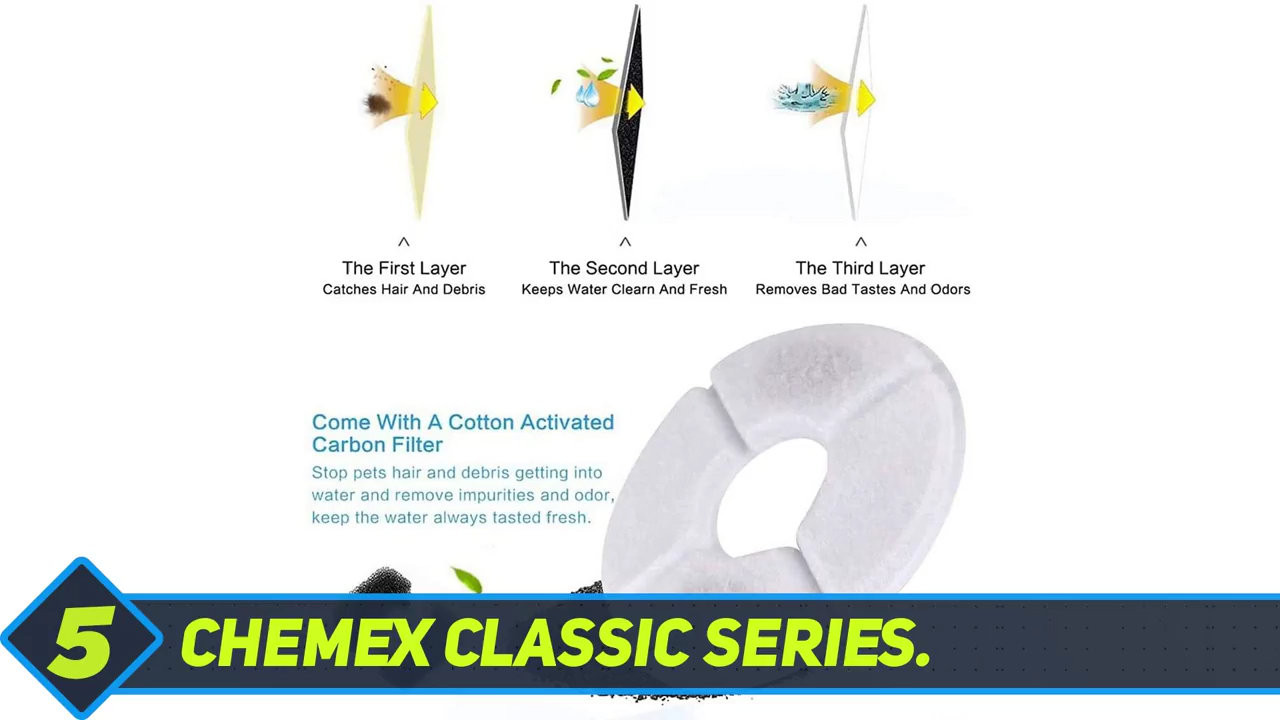 The First Layer
Catches Hair And Debris
The Second Layer
Keeps Water Clearn And Fresh
The Third Layer
Removes Bad Tastes And Odors
Come With A Cotton Activated
Carbon Filter
Stop pets hair and debris getting into
water and remove impurities and odor,
keep the water always tasted fresh.
5
CHEMEX CLASSIC SERIES.